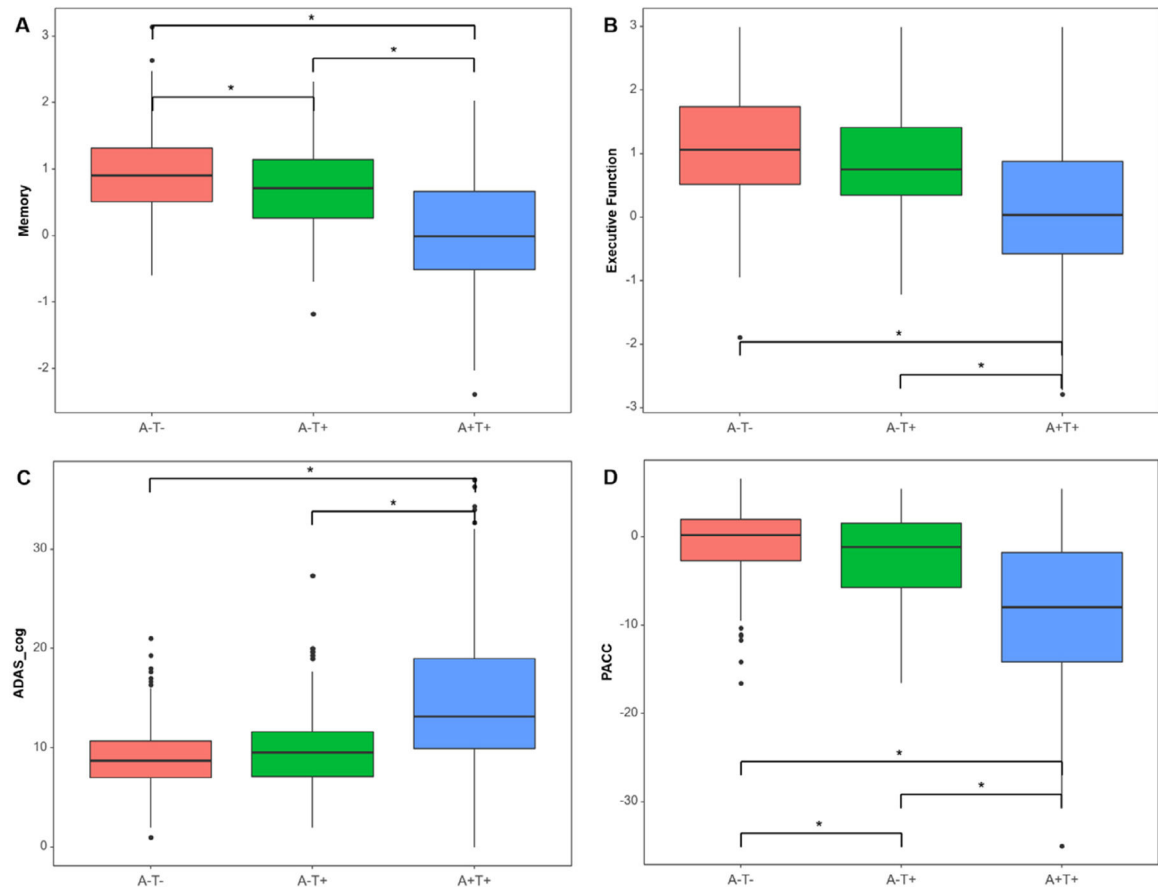 A
Memory
3
2
1
0
-1
-2
*
*
*
A-T-
A-T+
A+T+
B
Executive Function
3
2
1
0
-1
-2
-3
*
*
A-T-
A-T+
A+T+
C
ADAS_cog
30
20
10
0
*
*
A-T-
A-T+
A+T+
D
PACC
0
-10
-20
-30
*
*
*
A-T-
A-T+
A+T+